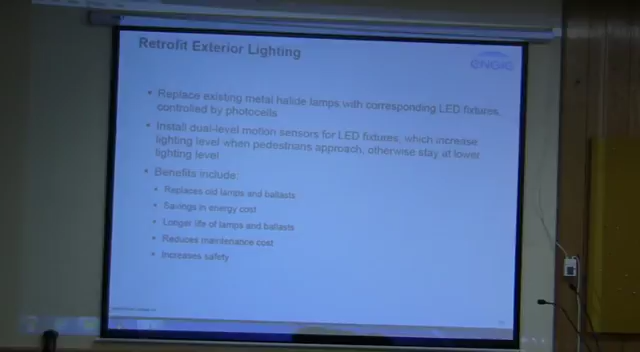 Retrofit Exterior Lighting
ENGIE
• Replace existing metal halide lamps with corresponding LED fixtures,
controlled by photocells
• Install dual-level motion sensors for LED fixtures, which increase
lighting level when pedestrians approach, otherwise stay at lower
lighting level
• Benefits include:
• Replaces old lamps and ballasts
• Savings in energy cost
• Longer life of lamps and ballasts
• Reduces maintenance cost
• Increases safety